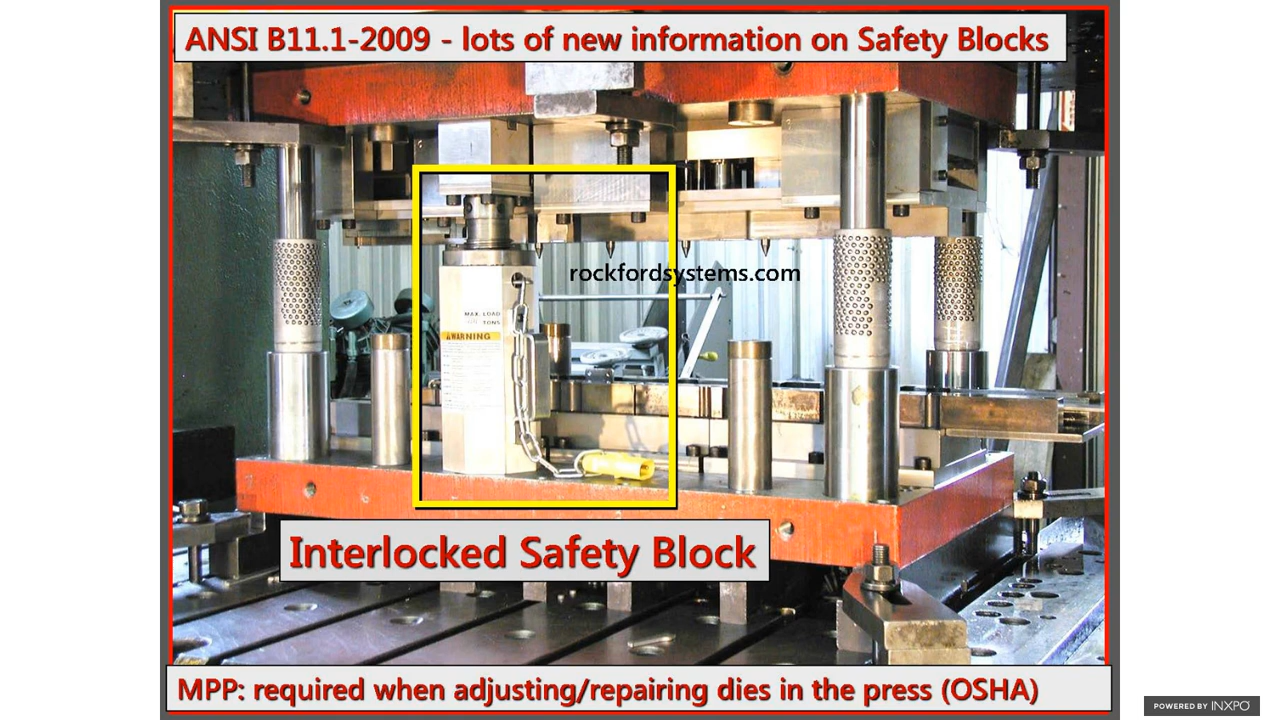 ANSI B11.1-2009 - lots of new information on Safety Blocks
rockfordsystems.com
MAX. LOAD
TONS
WARNING
Interlocked Safety Block
MPP: required when adjusting/repairing dies in the press (OSHA)
POWERED BY INXPO